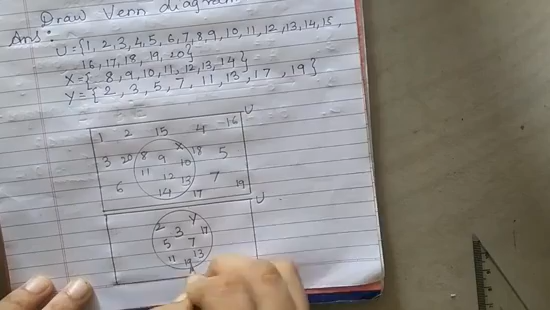 Draw Venn diagram
Ans:
U = {1, 2, 3, 4, 5, 6, 7, 8, 9, 10, 11, 12, 13, 14, 15,
16, 17, 18, 19, 20}
X = { 8, 9, 10, 11, 12, 13, 14}
Y = { 2, 3, 5, 7, 11, 13, 17, 19}
U
1 2 15 4 16
3 20 8 9 X 18 5
11 10
6 12 13 7
14 17 19
U
2 Y
3 17
5 7
11 19 13